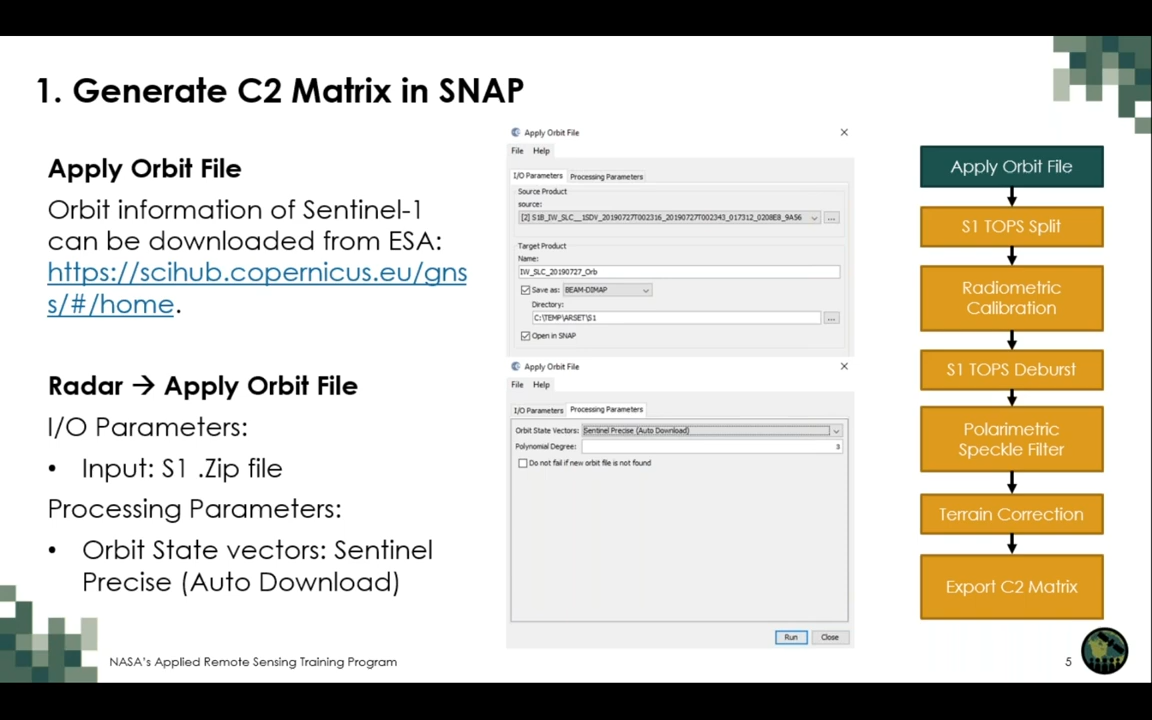 1. Generate C2 Matrix in SNAP
Apply Orbit File
Orbit information of Sentinel-1
can be downloaded from ESA:
https://scihub.copernicus.eu/gns
s/#/home.
Radar → Apply Orbit File
I/O Parameters:
• Input: S1 .Zip file
Processing Parameters:
• Orbit State vectors: Sentinel
Precise (Auto Download)
Apply Orbit File
File Help
I/O Parameters Processing Parameters
Source Product
source:
[2] S1B_IW_SLC__1SDV_20190727T002316_20190727T002343_017312_0208EB_9A56
...
Target Product
Name:
IW_SLC_20190727_Orb
Save as: BEAM-DIMAP
Directory:
C:\TEMP\ARSET\S1
...
Open in SNAP
Apply Orbit File
File Help
I/O Parameters Processing Parameters
Orbit State Vectors: Sentinel Precise (Auto Download)
Polynomial Degree: 3
Do not fail if new orbit file is not found
Run Close
Apply Orbit File
S1 TOPS Split
Radiometric
Calibration
S1 TOPS Deburst
Polarimetric
Speckle Filter
Terrain Correction
Export C2 Matrix
NASA's Applied Remote Sensing Training Program
5